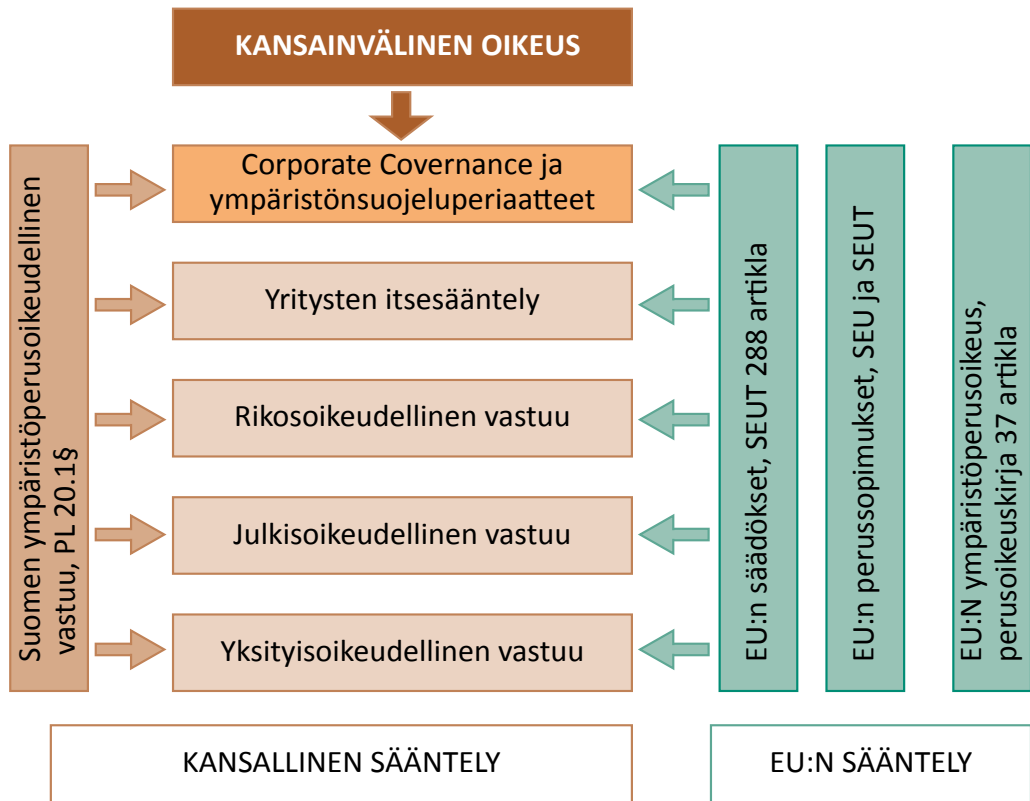 KANSAINVÄLINEN OIKEUS
Corporate Covernance ja
ympäristönsuojeluperiaatteet
Yritysten itsesääntely
Rikosoikeudellinen vastuu
Julkisoikeudellinen vastuu
Yksityisoikeudellinen vastuu
Suomen ympäristöperusoikeudellinen
vastuu, PL 20.1§
EU:n säädökset, SEUT 288 artikla
EU:n perussopimukset, SEU ja SEUT
EU:N ympäristöperusoikeus,
perusoikeuskirja 37 artikla
KANSALLINEN SÄÄNTELY
EU:N SÄÄNTELY